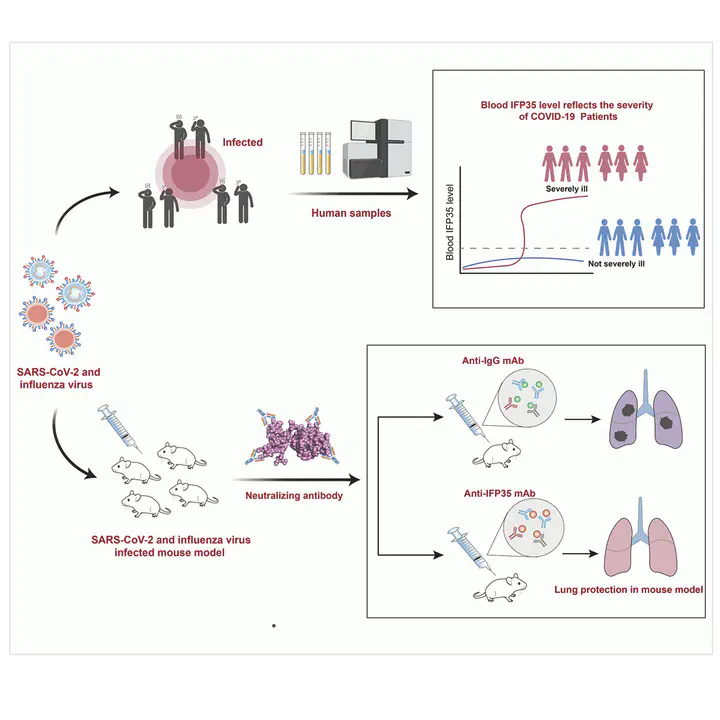 Blood IFP35 level reflects the severity
of COVID-19 Patients
Infected
Human samples
Blood IFP35 level
Severely ill
Not severely ill
SARS-CoV-2 and
influenza virus
Anti-IgG mAb
Neutralizing antibody
Anti-IFP35 mAb
SARS-CoV-2 and influenza virus
infected mouse model
Lung protection in mouse model